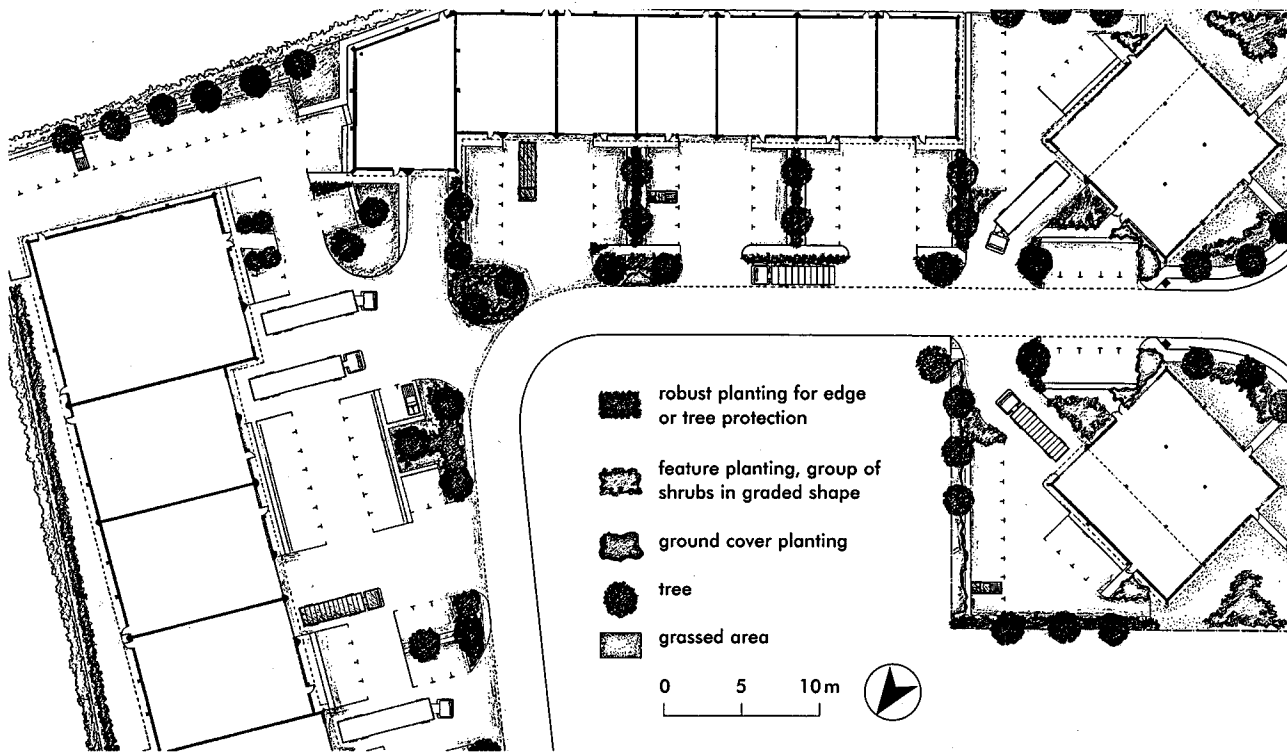 robust planting for edge
or tree protection
feature planting, group of
shrubs in graded shape
ground cover planting
tree
grassed area
0 5 10m